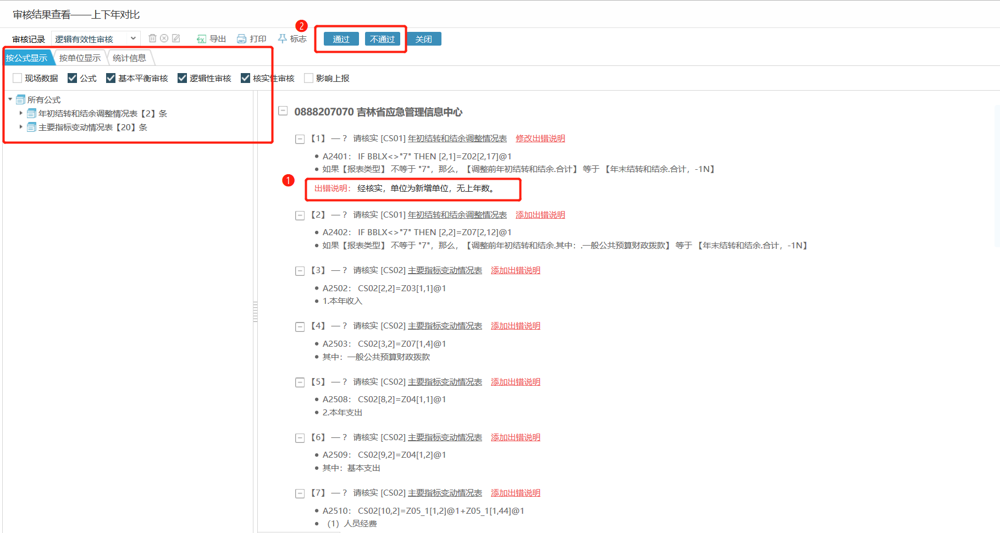 审核结果查看——上下年对比
审核记录 逻辑有效性审核 导出 打印 标志 2 通过 不通过 关闭
按公式显示 按单位显示 统计信息
现场数据 公式 基本平衡审核 逻辑性审核 核实性审核 影响上报
所有公式
年初结转和结余调整情况表【2】条
主要指标变动情况表【20】条
0888207070 吉林省应急管理信息中心
【1】 — ? 请核实 [CS01] 年初结转和结余调整情况表 修改出错说明
A2401： IF BBLX<>"7" THEN [2,1]=Z02[2,17]@1
如果【报表类型】 不等于 "7"，那么，【调整前年初结转和结余.合计】 等于 【年末结转和结余.合计，-1N】
1
出错说明： 经核实，单位为新增单位，无上年数。
【2】 — ? 请核实 [CS01] 年初结转和结余调整情况表 添加出错说明
A2402： IF BBLX<>"7" THEN [2,2]=Z07[2,12]@1
如果【报表类型】 不等于 "7"，那么，【调整前年初结转和结余.其中：.一般公共预算财政拨款】 等于 【年末结转和结余.合计，-1N】
【3】 — ? 请核实 [CS02] 主要指标变动情况表 添加出错说明
A2502： CS02[2,2]=Z03[1,1]@1
1.本年收入
【4】 — ? 请核实 [CS02] 主要指标变动情况表 添加出错说明
A2503： CS02[3,2]=Z07[1,4]@1
其中：一般公共预算财政拨款
【5】 — ? 请核实 [CS02] 主要指标变动情况表 添加出错说明
A2508： CS02[8,2]=Z04[1,1]@1
2.本年支出
【6】 — ? 请核实 [CS02] 主要指标变动情况表 添加出错说明
A2509： CS02[9,2]=Z04[1,2]@1
其中：基本支出
【7】 — ? 请核实 [CS02] 主要指标变动情况表 添加出错说明
A2510： CS02[10,2]=Z05_1[1,2]@1+Z05_1[1,44]@1
（1）人员经费